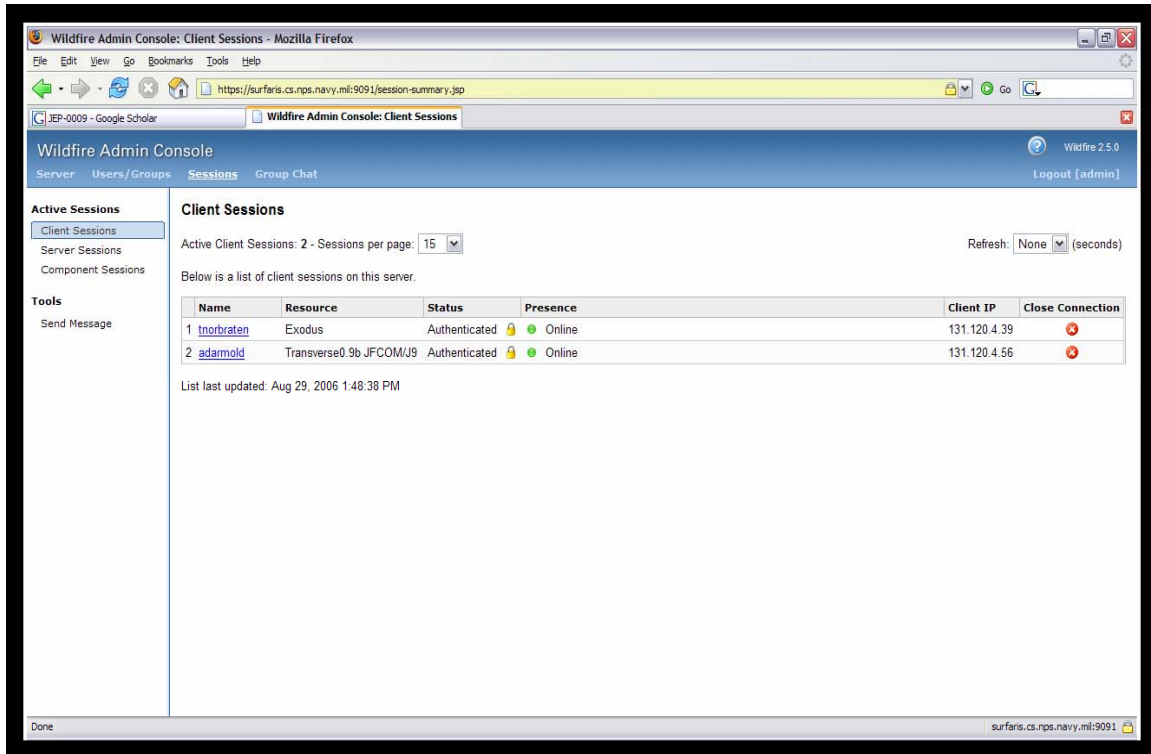 Wildfire Admin Console: Client Sessions - Mozilla Firefox
File Edit View Go Bookmarks Tools Help
https://surfaris.cs.nps.navy.mil:9091/session-summary.jsp Go
JEP-0009 - Google Scholar Wildfire Admin Console: Client Sessions
Wildfire Admin Console Wildfire 2.5.0
Server Users/Groups Sessions Group Chat Logout [admin]
Active Sessions
Client Sessions
Server Sessions
Component Sessions
Tools
Send Message
Client Sessions
Active Client Sessions: 2 - Sessions per page: 15 Refresh: None (seconds)
Below is a list of client sessions on this server.
Name Resource Status Presence Client IP Close Connection
1 tnorbraten Exodus Authenticated Online 131.120.4.39
2 adarmold Transverse0.9b JFCOM/J9 Authenticated Online 131.120.4.56
List last updated: Aug 29, 2006 1:48:38 PM
Done surfaris.cs.nps.navy.mil:9091